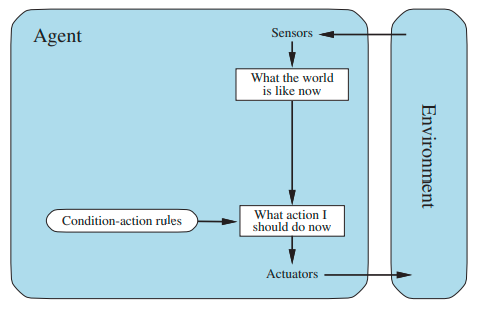 Agent
Sensors
What the world
is like now
Condition-action rules
What action I
should do now
Actuators
Environment